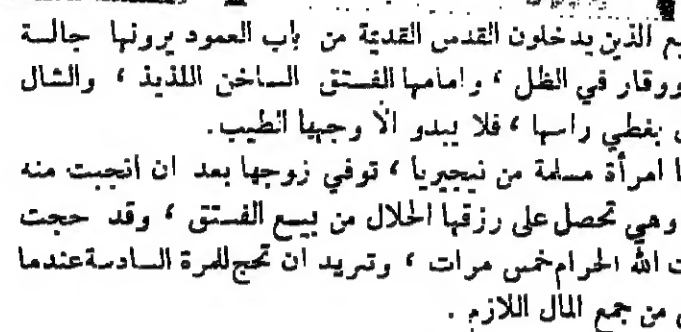 يع الذين يدخلون القدس القديمة من باب العمود يرونها جالسة
ووقار في الظل ، وامامها الفستق الساخن اللذيذ ، والشال
يغطي راسها ، فلا يبدو الا وجهها الطيب .
ا امرأة مسلمة من نيجيريا ، توفي زوجها بعد ان انجبت منه
وهي تحصل على رزقها الحلال من بيع الفستق ، وقد حجت
ت الله الحرام خمس مرات ، وتريد ان تحج للمرة السادسة عندما
من جمع المال اللازم .